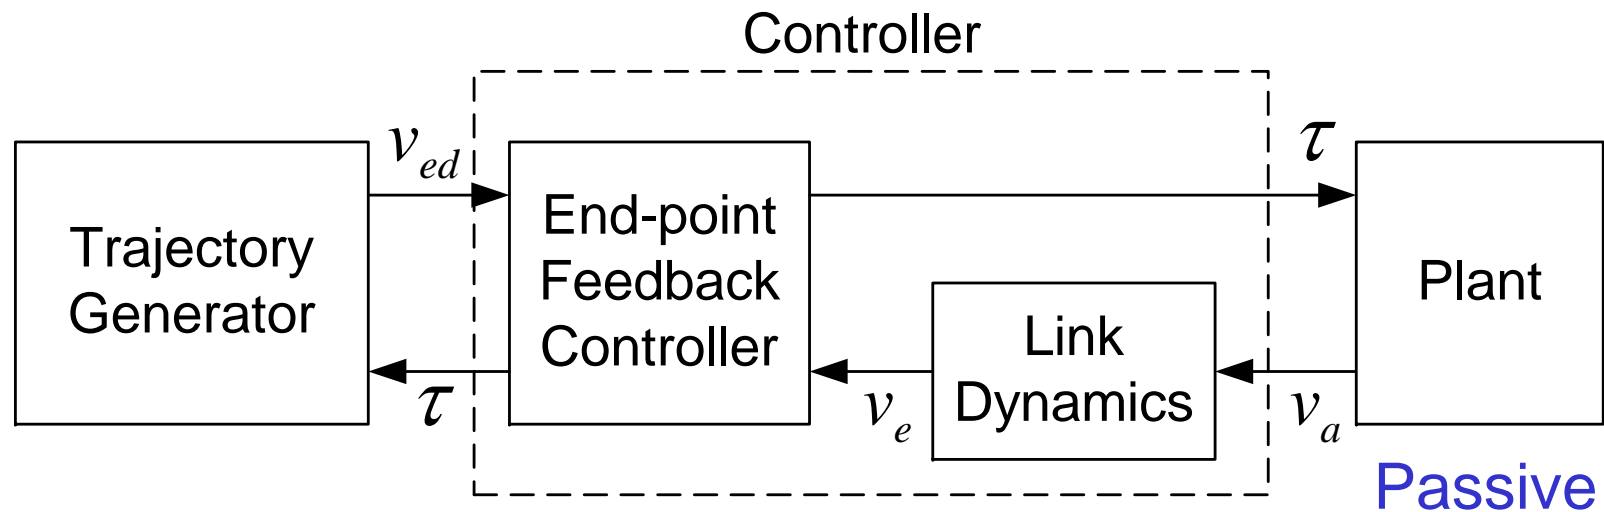 Controller
v_ed
τ
Trajectory
Generator
End-point
Feedback
Controller
Link
Dynamics
Plant
τ
v_e
v_a
Passive